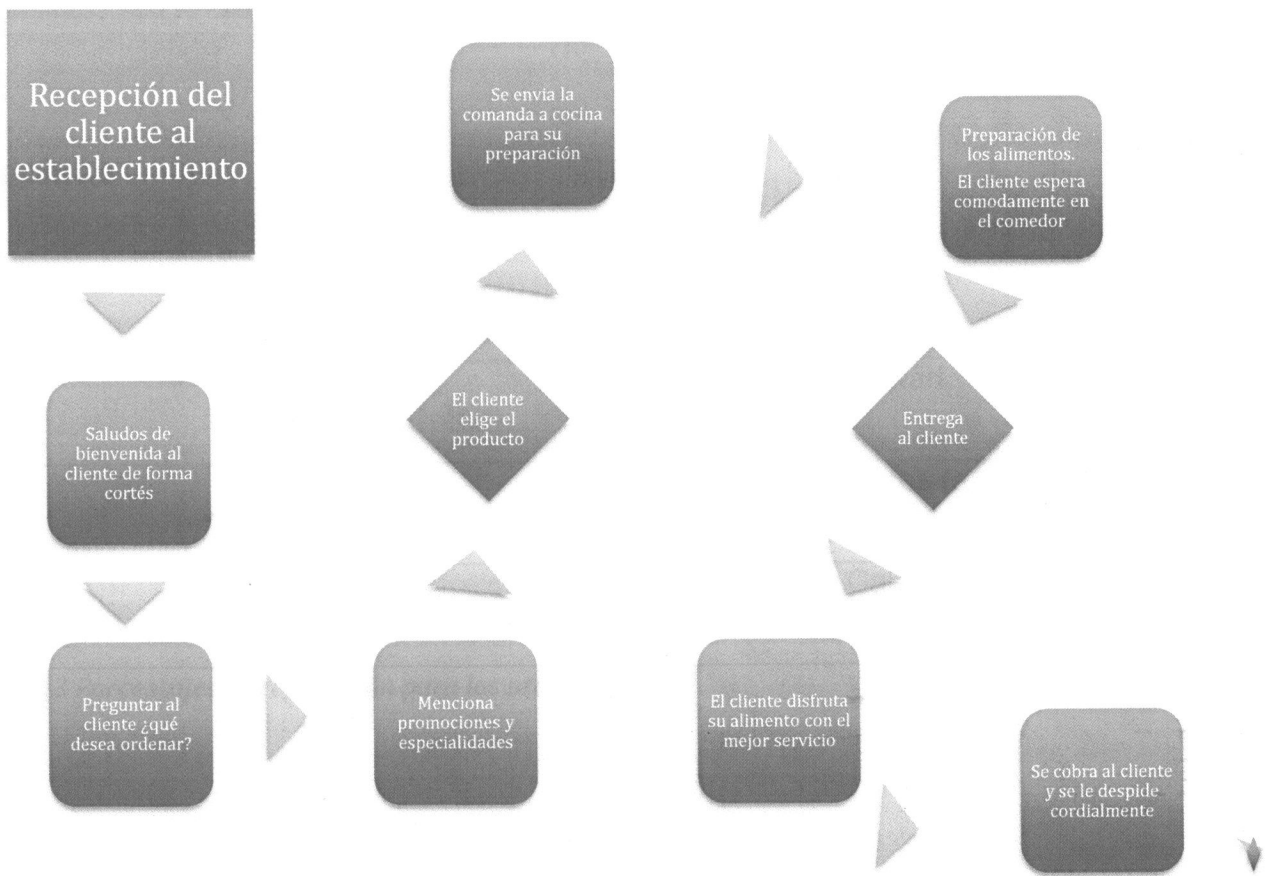 Recepción del
cliente al
establecimiento
Saludos de
bienvenida al
cliente de forma
cortés
Preguntar al
cliente ¿qué
desea ordenar?
Menciona
promociones y
especialidades
El cliente
elige el
producto
Se envia la
comanda a cocina
para su
preparación
Preparación de
los alimentos.
El cliente espera
comodamente en
el comedor
Entrega
al cliente
El cliente disfruta
su alimento con el
mejor servicio
Se cobra al cliente
y se le despide
cordialmente